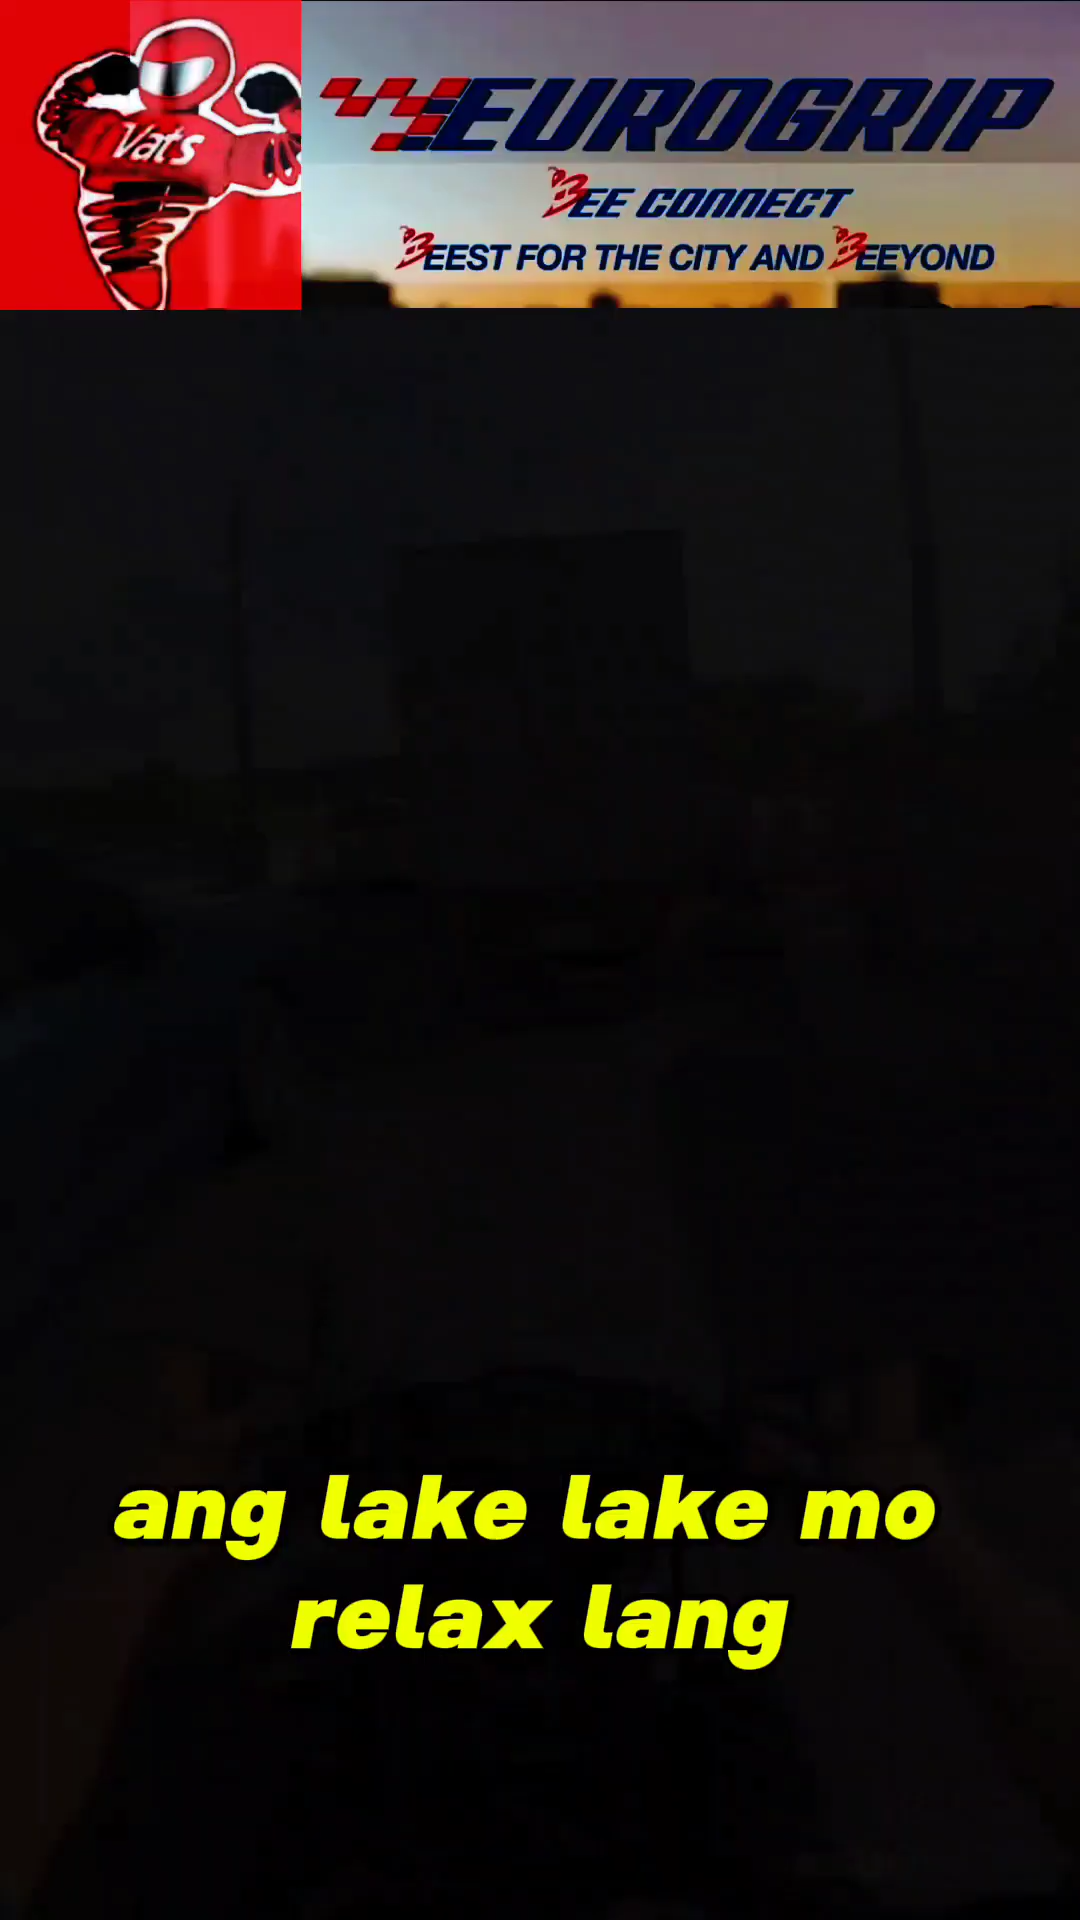 Vats
EUROGRIP
BEE CONNECT
BEEST FOR THE CITY AND BEEYOND
ang lake lake mo
relax lang